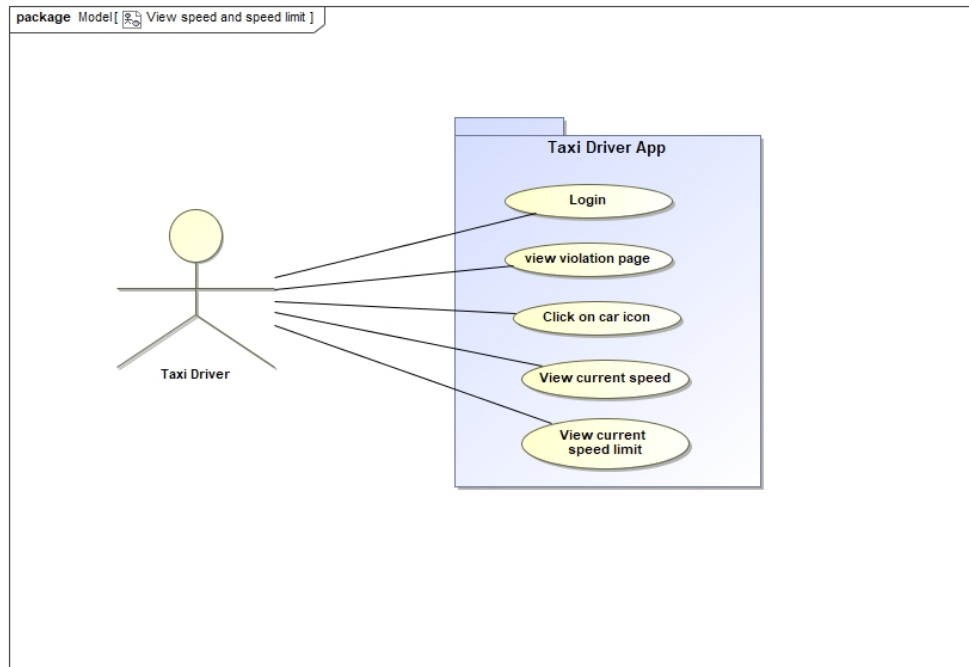 package Model[ View speed and speed limit ]
Taxi Driver App
Login
view violation page
Click on car icon
View current speed
View current
speed limit
Taxi Driver